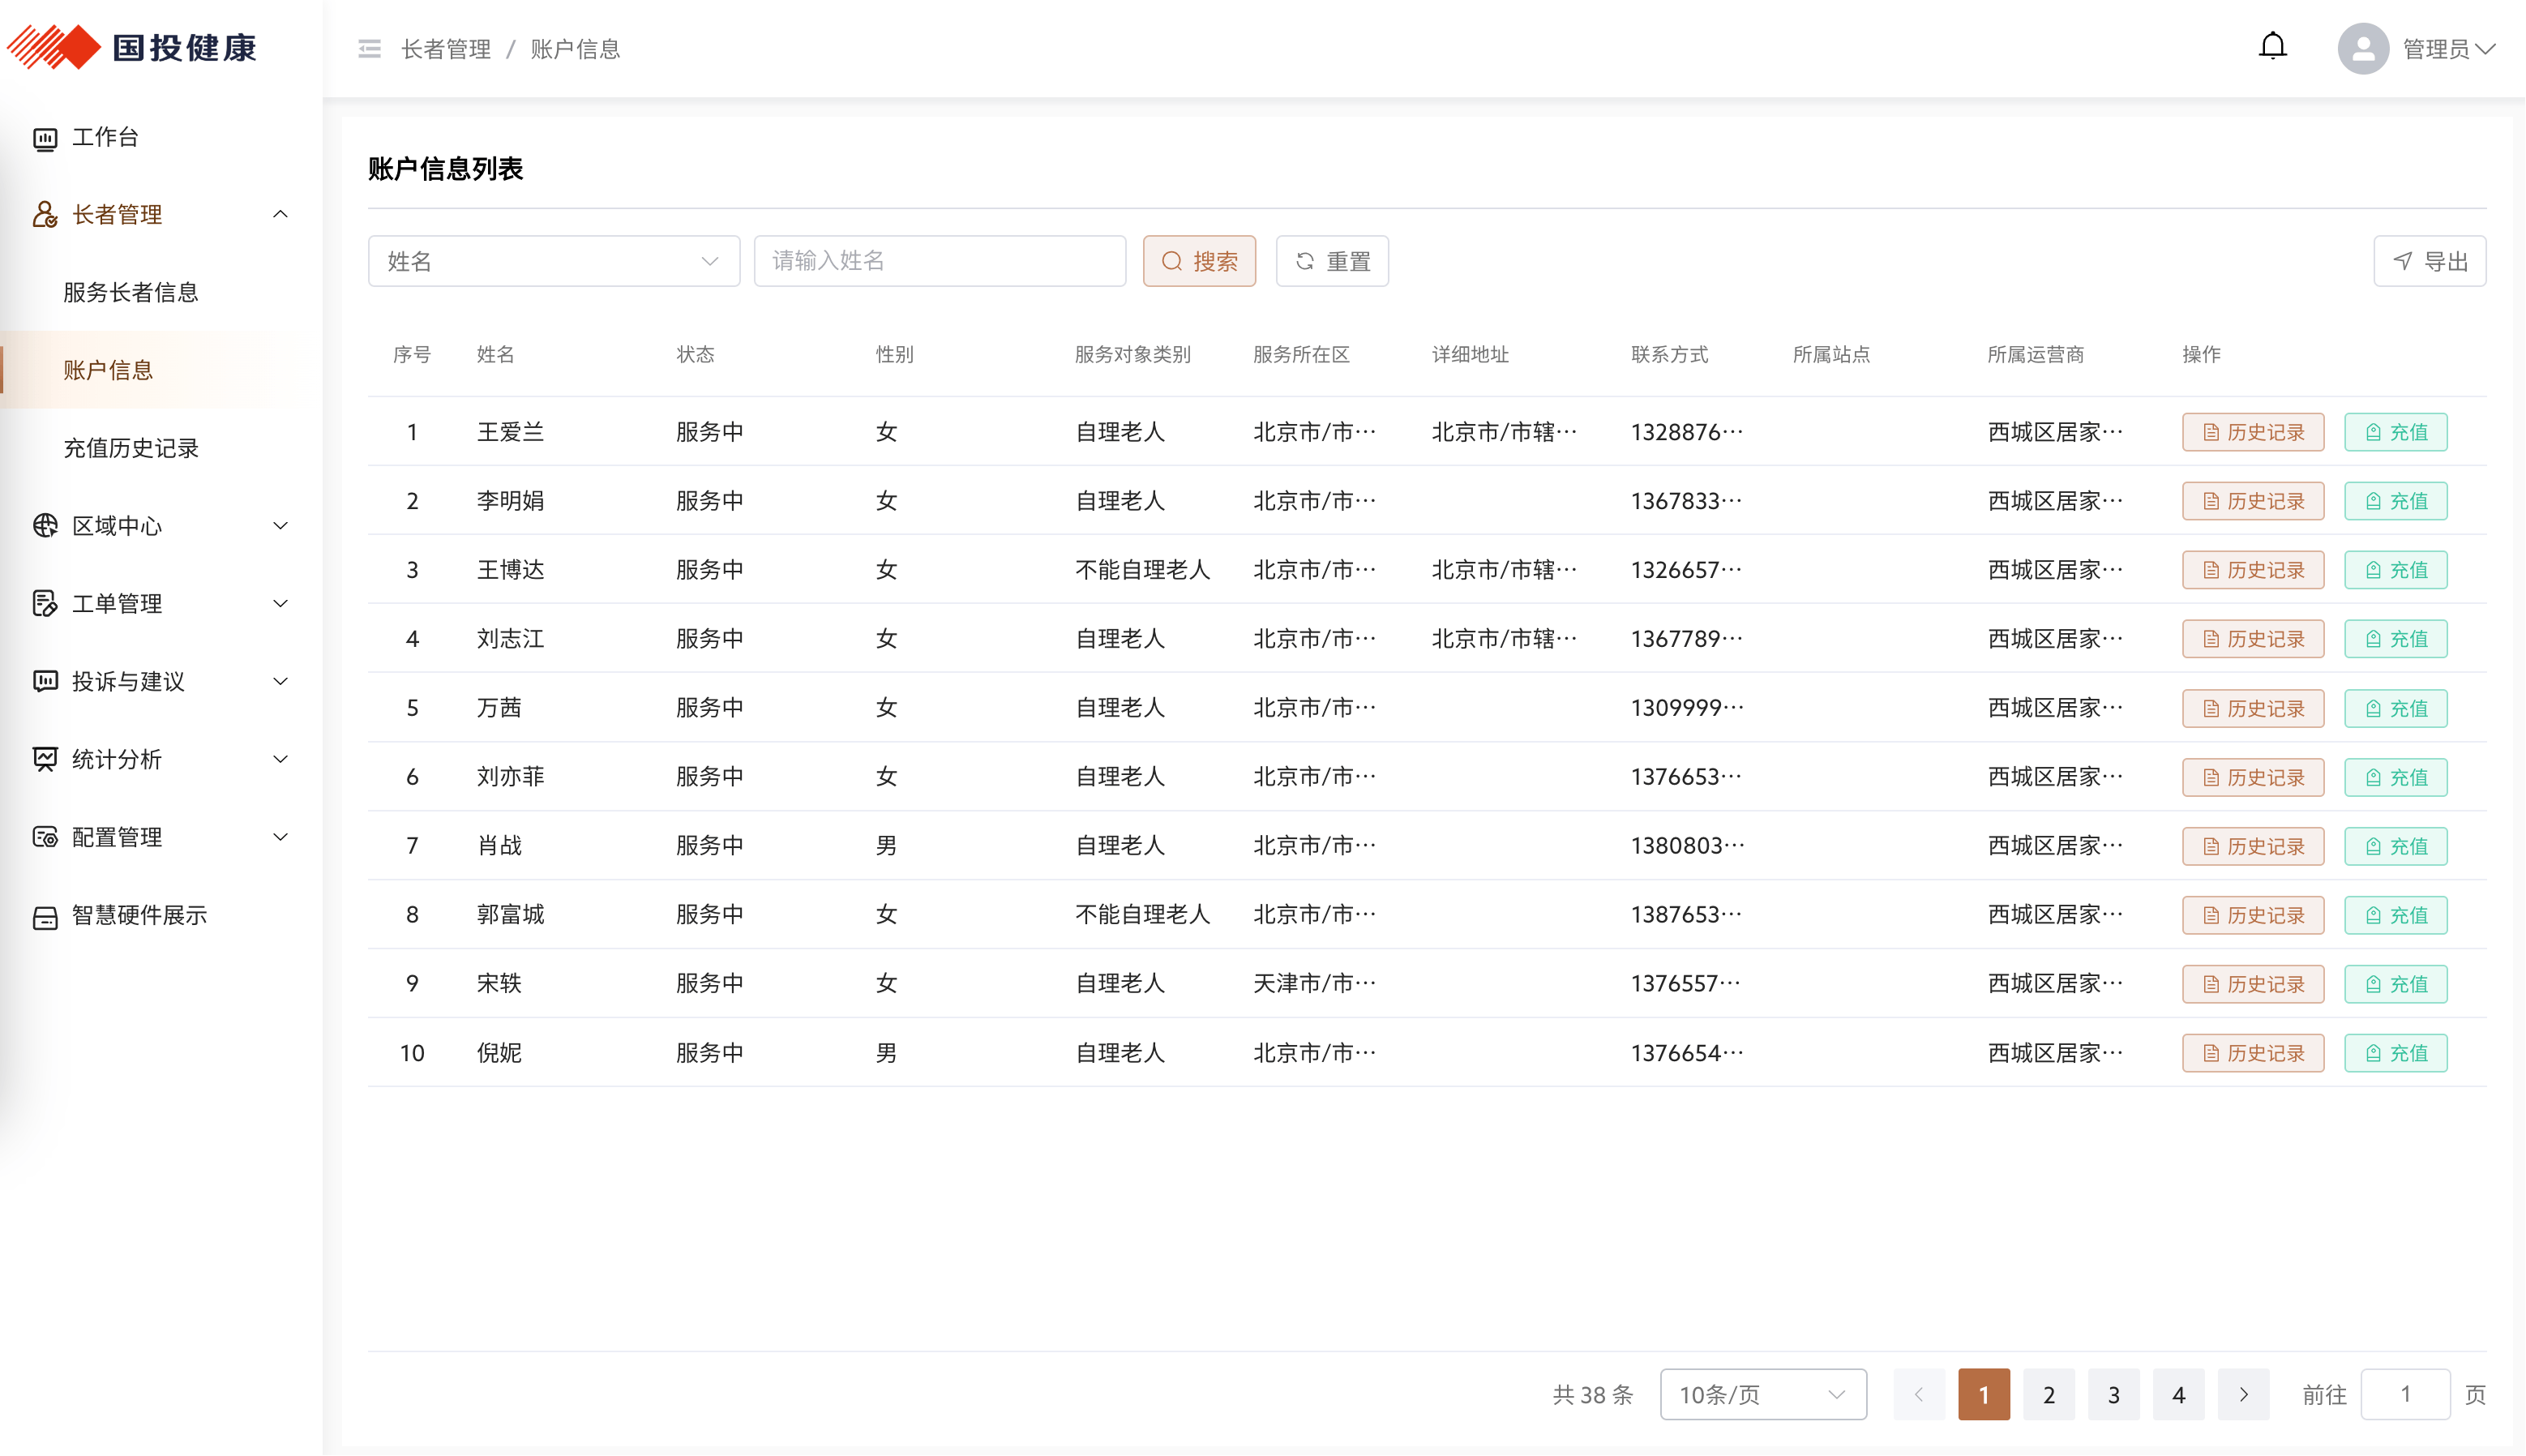 国投健康
长者管理 / 账户信息
管理员
工作台
长者管理
服务长者信息
账户信息
充值历史记录
区域中心
工单管理
投诉与建议
统计分析
配置管理
智慧硬件展示
账户信息列表
姓名 请输入姓名 搜索 重置 导出
序号 姓名 状态 性别 服务对象类别 服务所在区 详细地址 联系方式 所属站点 所属运营商 操作
1 王爱兰 服务中 女 自理老人 北京市/市… 北京市/市辖… 1328876… 西城区居家… 历史记录 充值
2 李明娟 服务中 女 自理老人 北京市/市… 1367833… 西城区居家… 历史记录 充值
3 王博达 服务中 女 不能自理老人 北京市/市… 北京市/市辖… 1326657… 西城区居家… 历史记录 充值
4 刘志江 服务中 女 自理老人 北京市/市… 北京市/市辖… 1367789… 西城区居家… 历史记录 充值
5 万茜 服务中 女 自理老人 北京市/市… 1309999… 西城区居家… 历史记录 充值
6 刘亦菲 服务中 女 自理老人 北京市/市… 1376653… 西城区居家… 历史记录 充值
7 肖战 服务中 男 自理老人 北京市/市… 1380803… 西城区居家… 历史记录 充值
8 郭富城 服务中 女 不能自理老人 北京市/市… 1387653… 西城区居家… 历史记录 充值
9 宋轶 服务中 女 自理老人 天津市/市… 1376557… 西城区居家… 历史记录 充值
10 倪妮 服务中 男 自理老人 北京市/市… 1376654… 西城区居家… 历史记录 充值
共 38 条 10条/页 1 2 3 4 前往 1 页